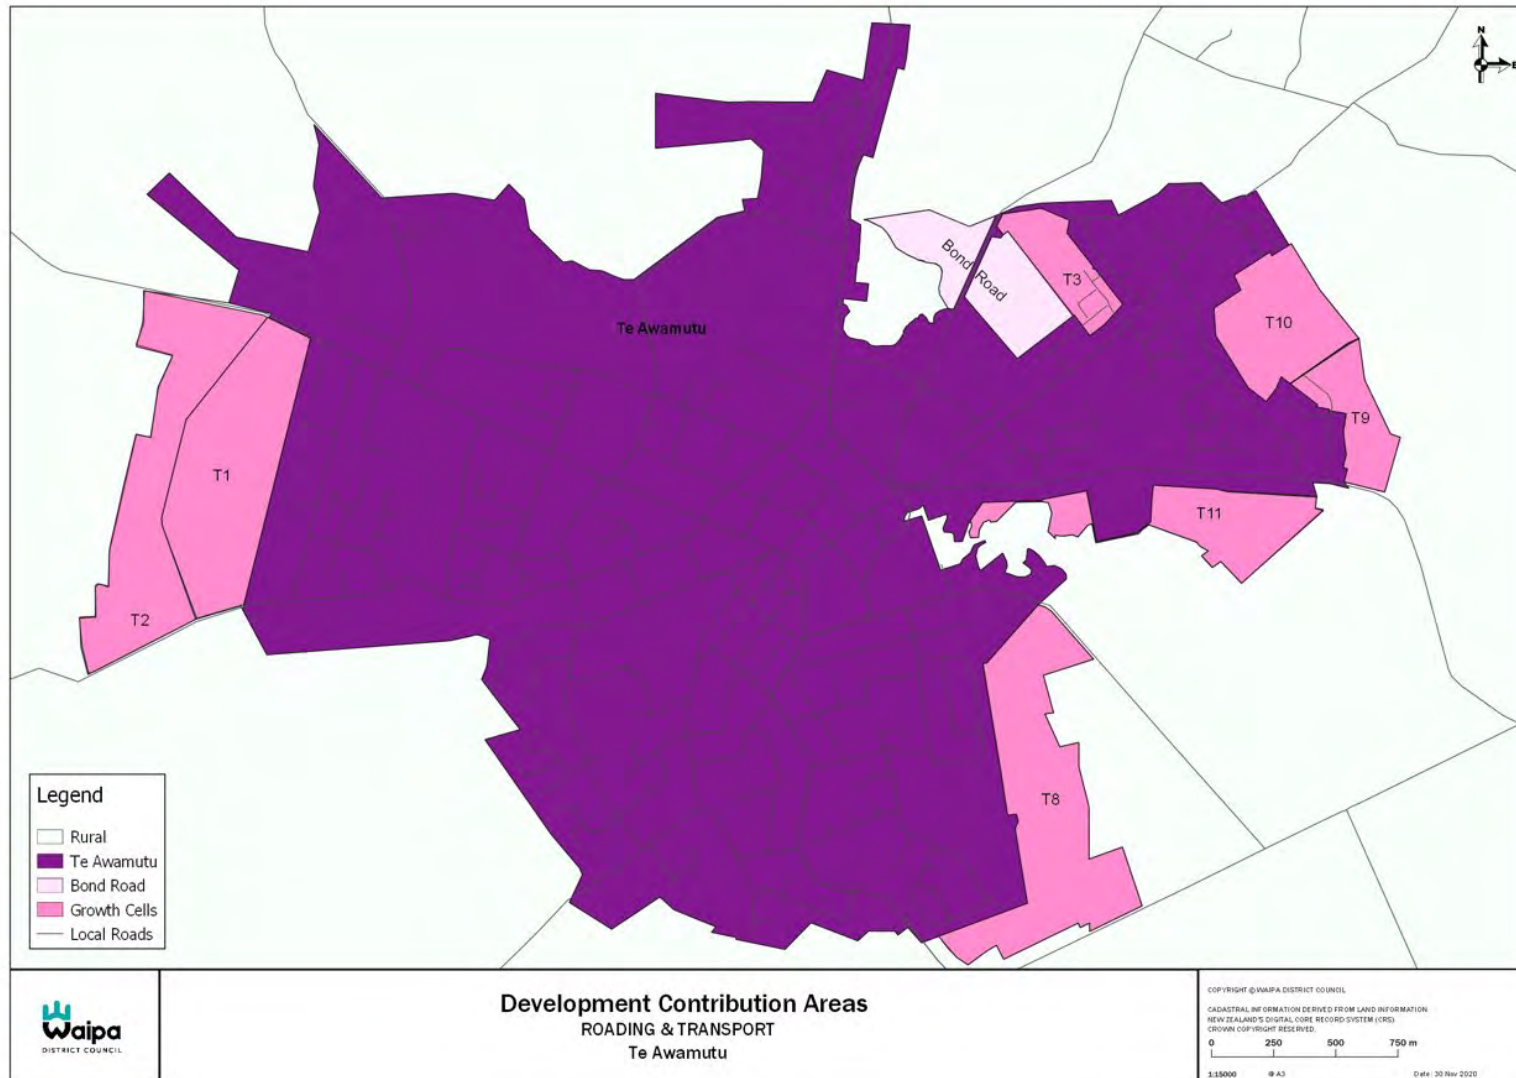 N
E
Bond Road
T3
T10
Te Awamutu
T9
T1
T11
T2
T8
Legend
Rural
Te Awamutu
Bond Road
Growth Cells
Local Roads
Waipa
DISTRICT COUNCIL
Development Contribution Areas
ROADING & TRANSPORT
Te Awamutu
COPYRIGHT @WAIPA DISTRICT COUNCIL
CADASTRAL INFORMATION DERIVED FROM LAND INFORMATION
NEW ZEALAND'S DIGITAL CORE RECORD SYSTEM (CRS)
CROWN COPYRIGHT RESERVED.
0 250 500 750 m
1:15000 @ A3 Date: 30 Nov 2020